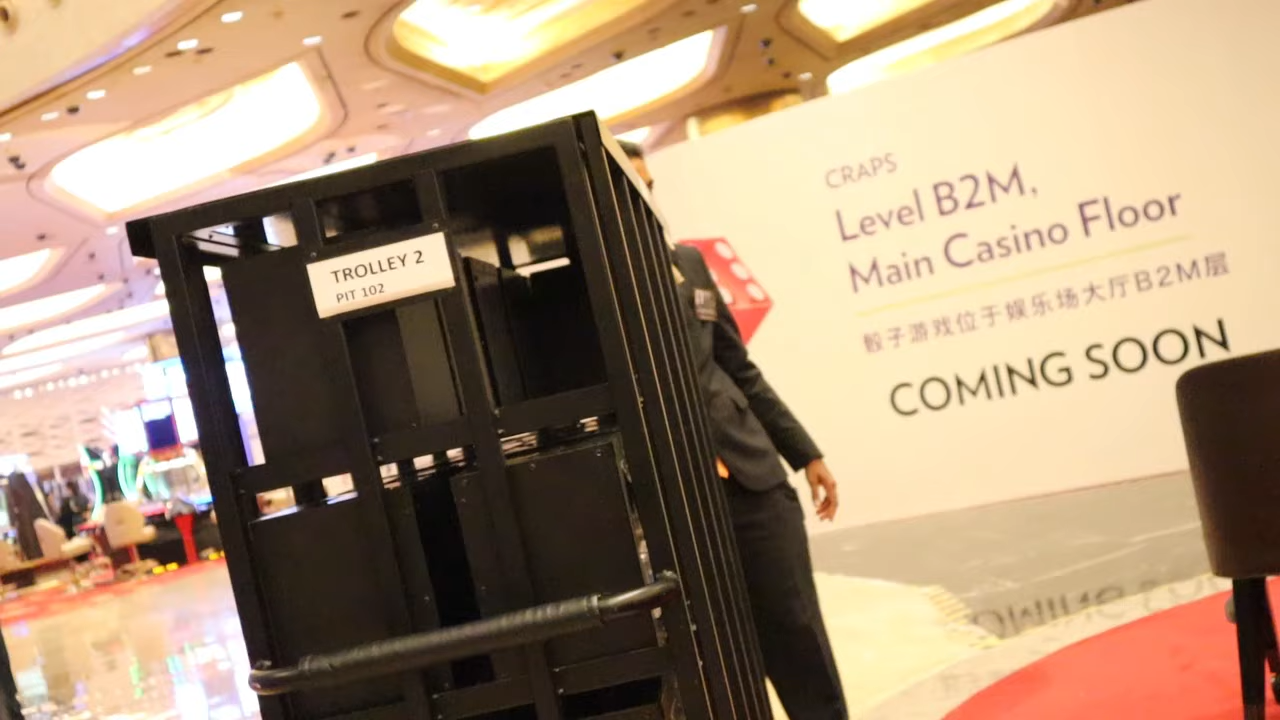 TROLLEY 2
PIT 102
CRAPS
Level B2M,
Main Casino Floor
骰子游戏位于娱乐场大厅B2M层
COMING SOON